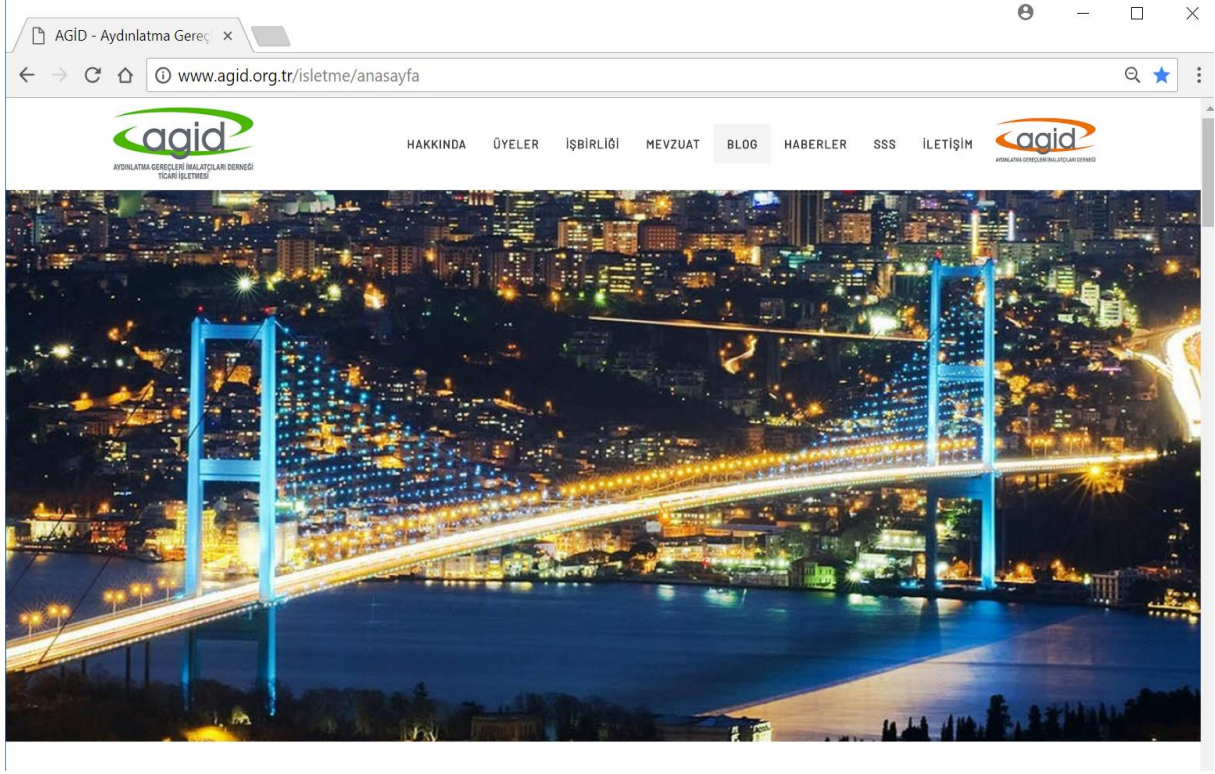 AGİD - Aydınlatma Gereçl
www.agid.org.tr/isletme/anasayfa
agid
AYDINLATMA GEREÇLERİ İMALATÇILARI DERNEĞİ
TİCARİ İŞLETMESİ
HAKKINDA ÜYELER İŞBİRLİĞİ MEVZUAT BLOG HABERLER SSS İLETİŞİM
agid
AYDINLATMA GEREÇLERİ İMALATÇILARI DERNEĞİ